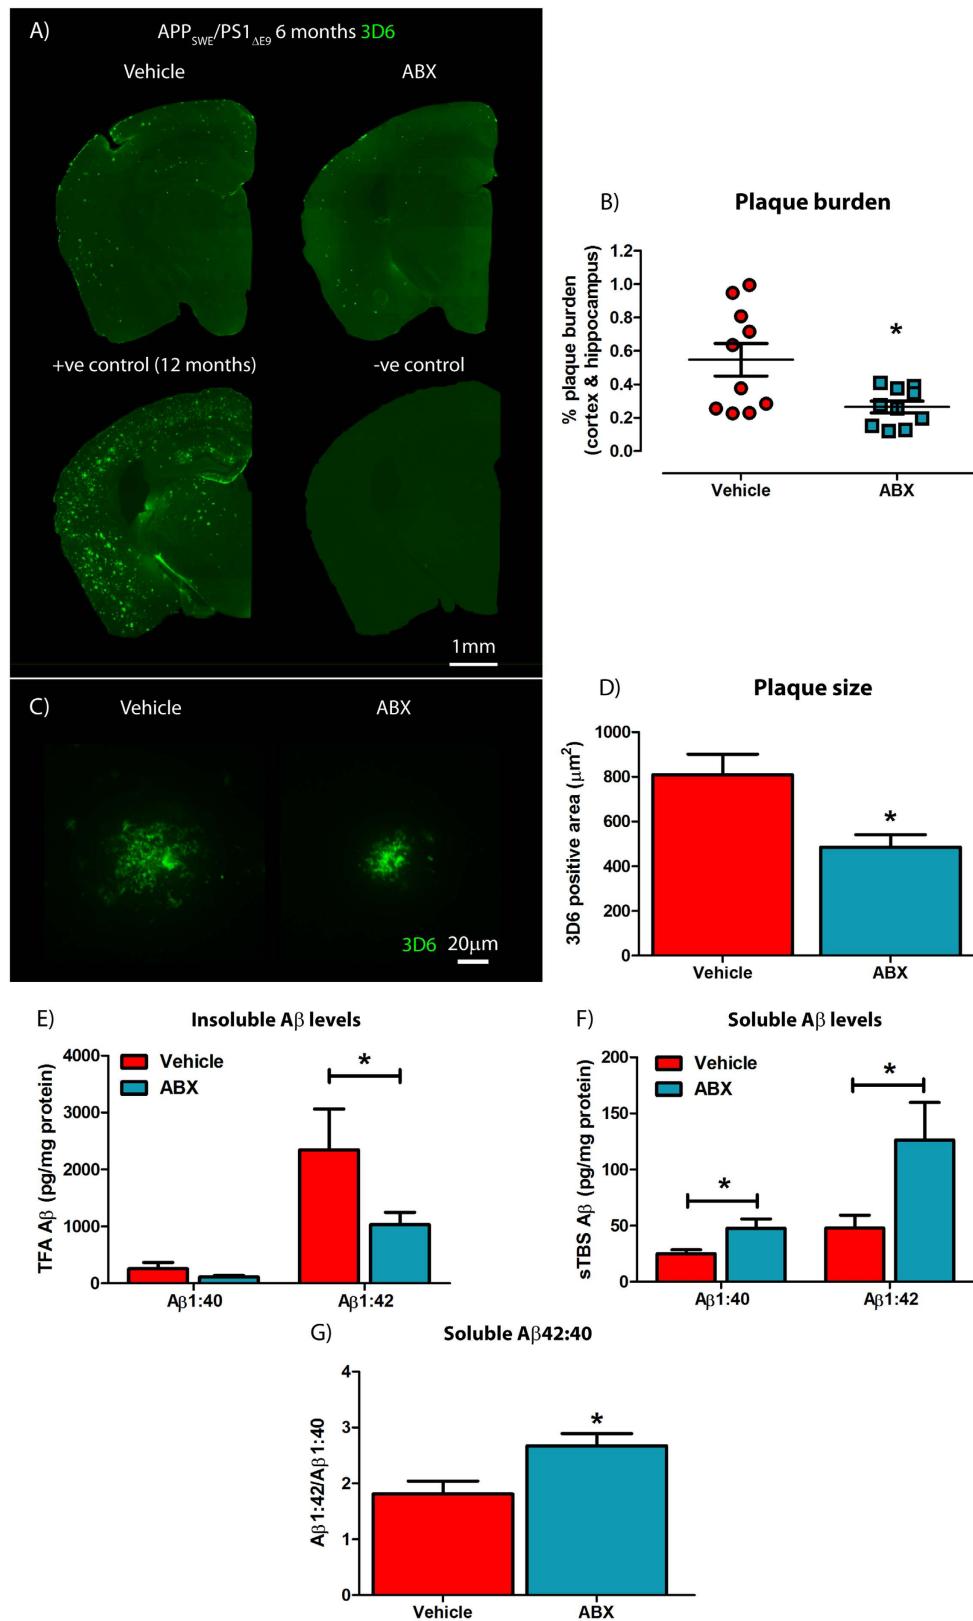 A)
APPSWE/PS1ΔE9 6 months 3D6
Vehicle
ABX
+ve control (12 months)
-ve control
1mm
B)
Plaque burden
% plaque burden
(cortex & hippocampus)
1.2
1.0
0.8
0.6
0.4
0.2
0.0
*
Vehicle
ABX
C)
Vehicle
ABX
3D6
20μm
D)
Plaque size
3D6 positive area (μm²)
1000
800
600
400
200
0
*
Vehicle
ABX
E)
Insoluble Aβ levels
TFA Aβ (pg/mg protein)
4000
3000
2000
1000
0
Vehicle
ABX
*
Aβ1:40
Aβ1:42
F)
Soluble Aβ levels
sTBS Aβ (pg/mg protein)
200
150
100
50
0
Vehicle
ABX
*
*
Aβ1:40
Aβ1:42
G)
Soluble Aβ42:40
Aβ1:42/Aβ1:40
4
3
2
1
0
*
Vehicle
ABX